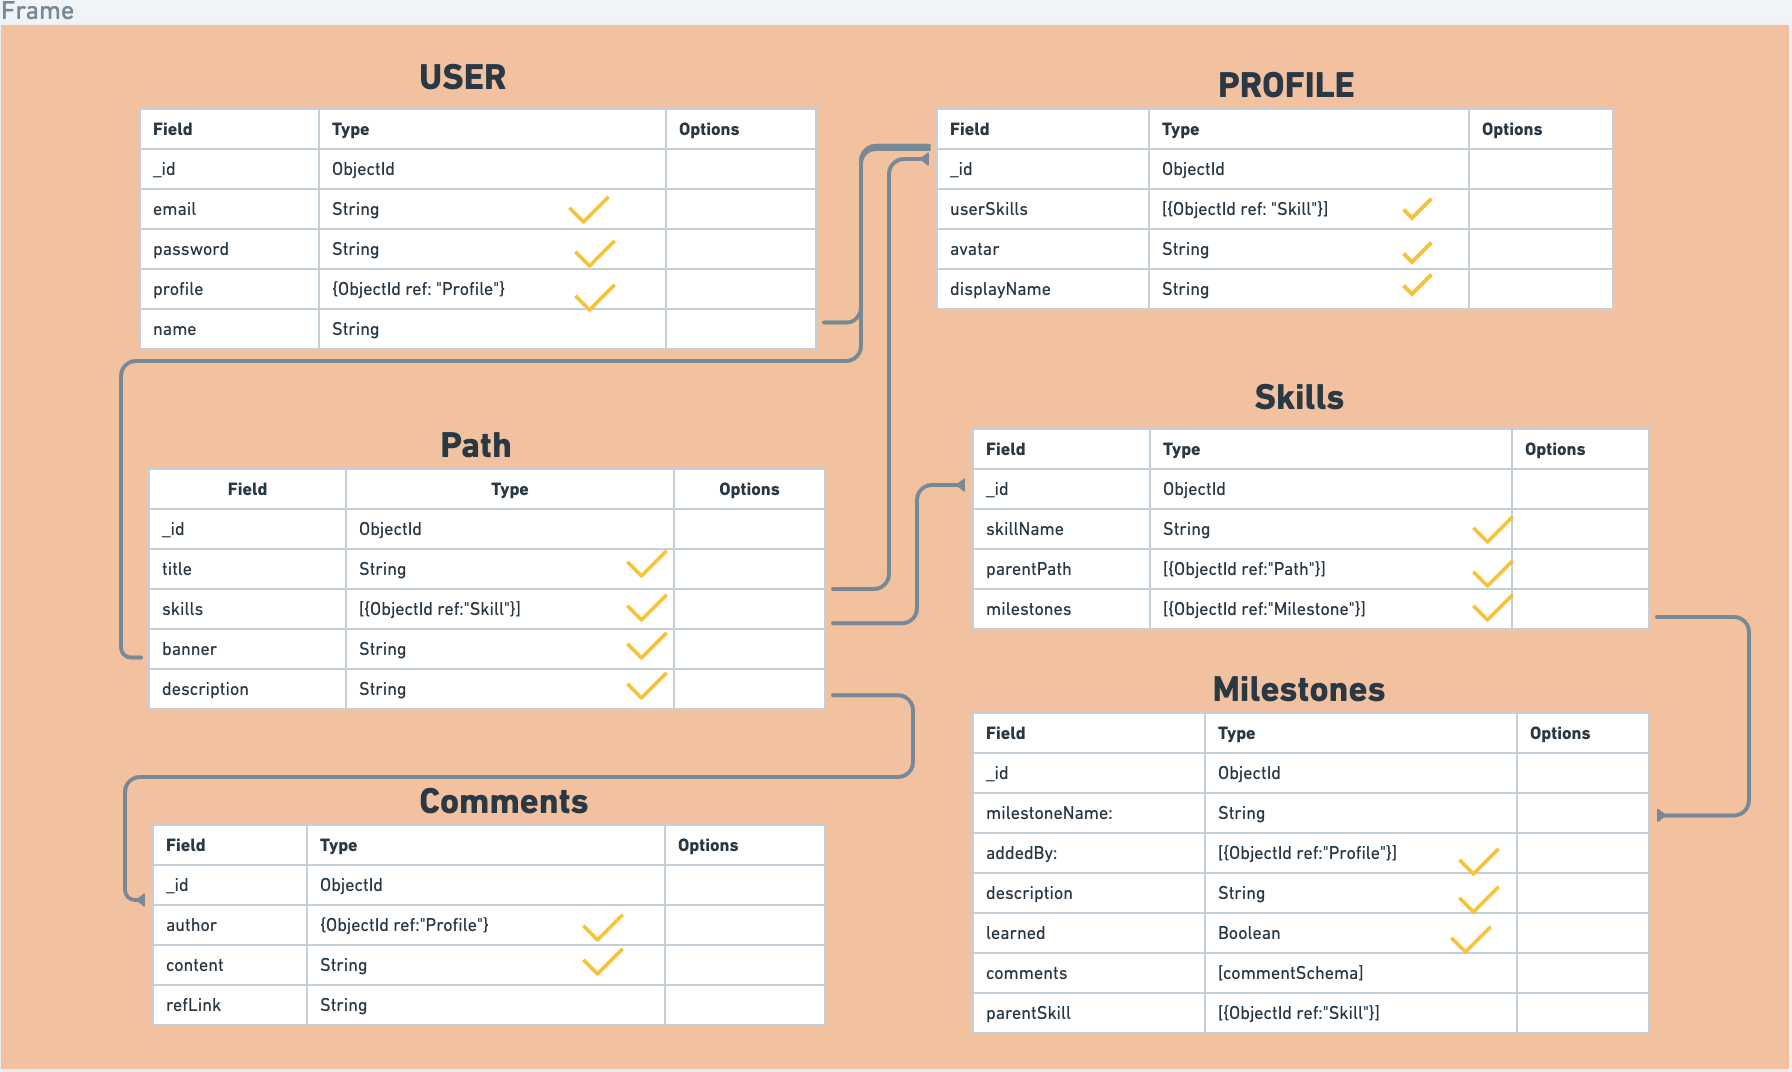 Frame
USER
Field Type Options
_id ObjectId
email String
password String
profile {ObjectId ref: "Profile"}
name String
PROFILE
Field Type Options
_id ObjectId
userSkills [{ObjectId ref: "Skill"}]
avatar String
displayName String
Path
Field Type Options
_id ObjectId
title String
skills [{ObjectId ref:"Skill"}]
banner String
description String
Skills
Field Type Options
_id ObjectId
skillName String
parentPath [{ObjectId ref:"Path"}]
milestones [{ObjectId ref:"Milestone"}]
Comments
Field Type Options
_id ObjectId
author {ObjectId ref:"Profile"}
content String
refLink String
Milestones
Field Type Options
_id ObjectId
milestoneName: String
addedBy: [{ObjectId ref:"Profile"}]
description String
learned Boolean
comments [commentSchema]
parentSkill [{ObjectId ref:"Skill"}]